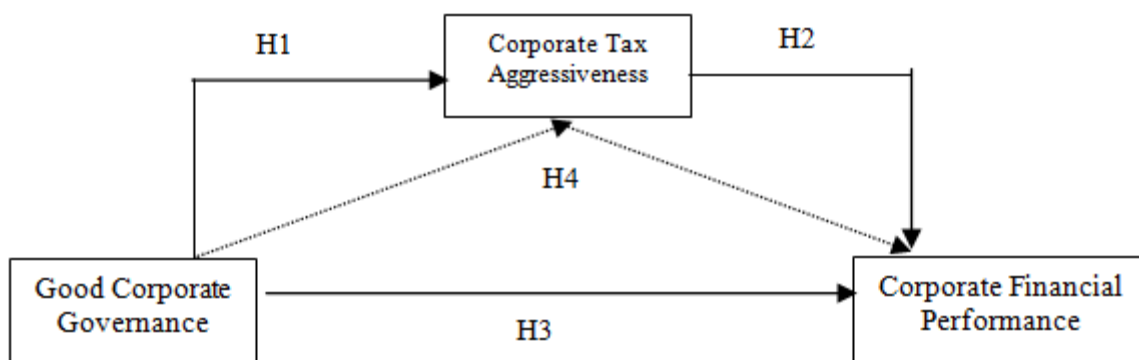 H1
Corporate Tax
Aggressiveness
H2
H4
Good Corporate
Governance
H3
Corporate Financial
Performance